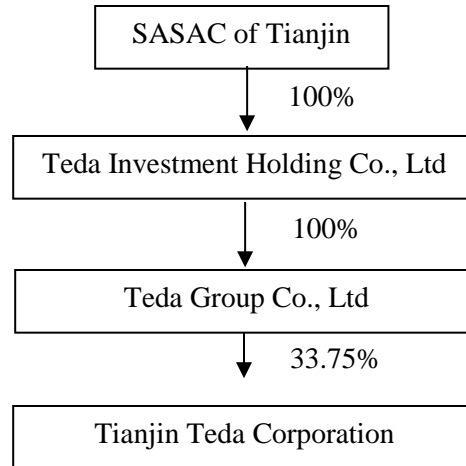 SASAC of Tianjin
100%
Teda Investment Holding Co., Ltd
100%
Teda Group Co., Ltd
33.75%
Tianjin Teda Corporation